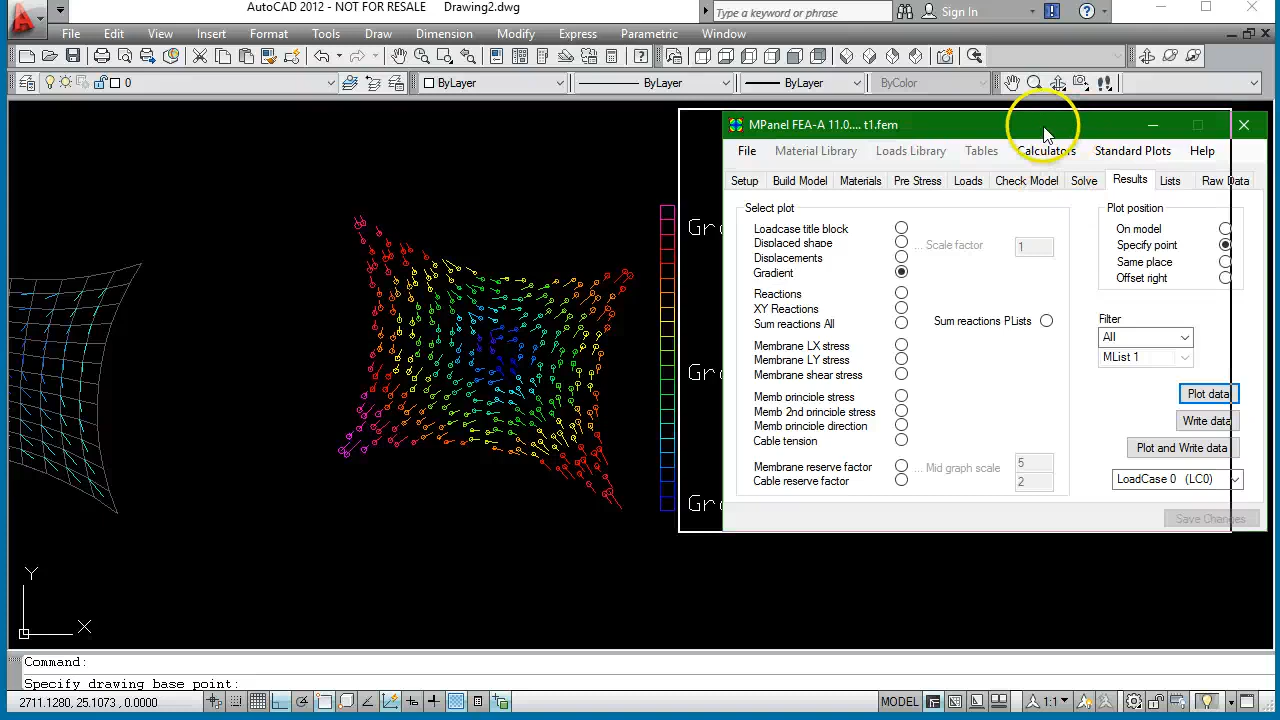 AutoCAD 2012 - NOT FOR RESALE Drawing2.dwg
Type a keyword or phrase
Sign In
File Edit View Insert Format Tools Draw Dimension Modify Express Parametric Window
0 ByLayer ByLayer ByLayer ByColor
MPanel FEA-A 11.0.... t1.fem
File Material Library Loads Library Tables Calculators Standard Plots Help
Setup Build Model Materials Pre Stress Loads Check Model Solve Results Lists Raw Data
Select plot
Loadcase title block
Displaced shape ... Scale factor 1
Displacements
Gradient
Reactions
XY Reactions
Sum reactions All Sum reactions PLists
Membrane LX stress
Membrane LY stress
Membrane shear stress
Memb principle stress
Memb 2nd principle stress
Memb principle direction
Cable tension
Membrane reserve factor ... Mid graph scale 5
Cable reserve factor 2
Plot position
On model
Specify point
Same place
Offset right
Filter
All
MList 1
Plot data
Write data
Plot and Write data
LoadCase 0 (LC0)
Save Changes
Y
X
Command:
Specify drawing base point:
2711.1280, 25.1073, 0.0000 MODEL 1:1